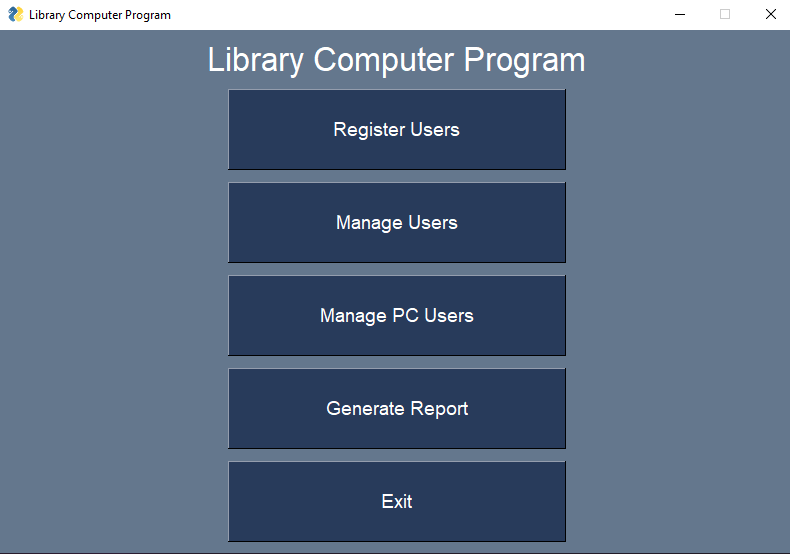 Library Computer Program
Library Computer Program
Register Users
Manage Users
Manage PC Users
Generate Report
Exit